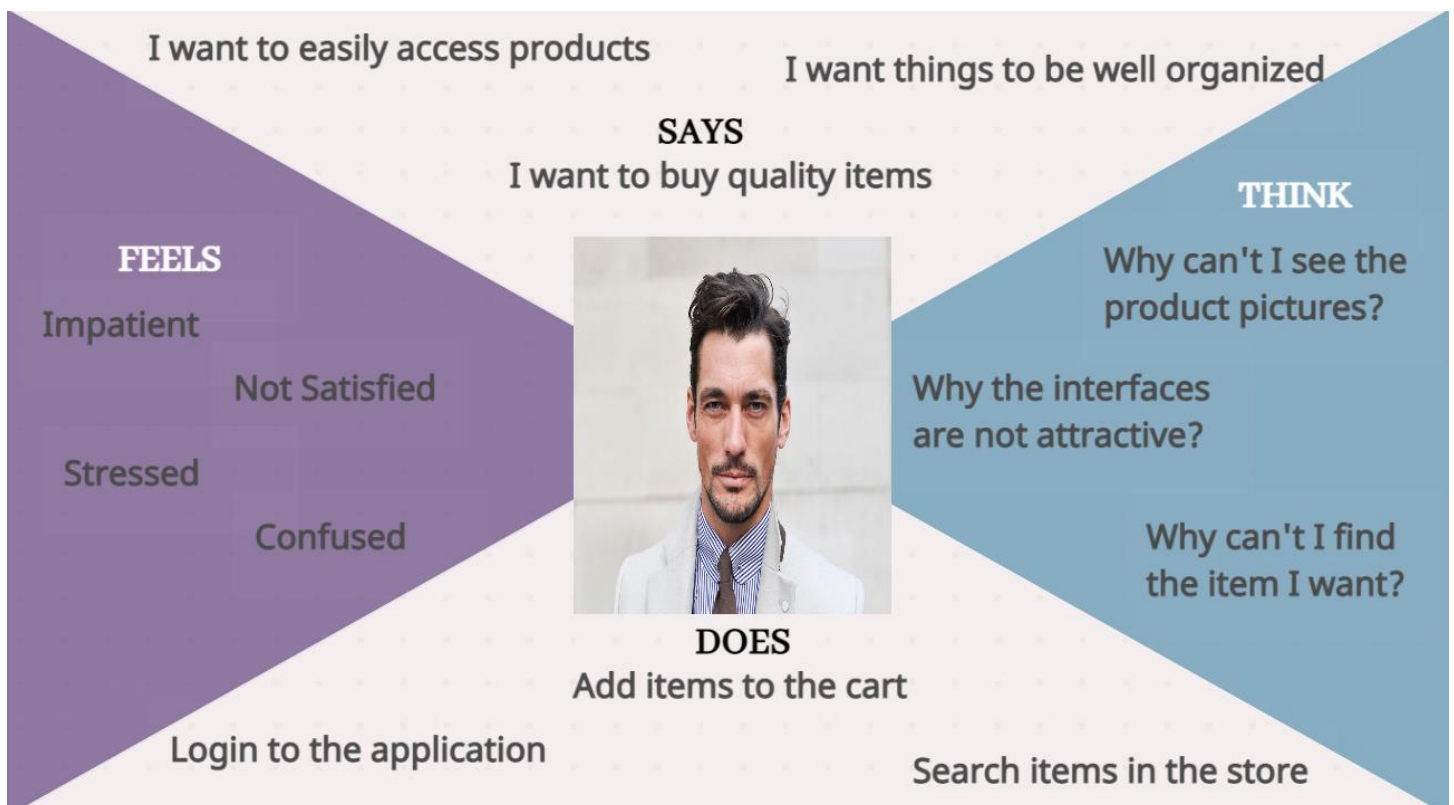 I want to easily access products
I want things to be well organized
SAYS
I want to buy quality items
FEELS
Impatient
Not Satisfied
Stressed
Confused
THINK
Why can't I see the
product pictures?
Why the interfaces
are not attractive?
Why can't I find
the item I want?
DOES
Add items to the cart
Login to the application
Search items in the store